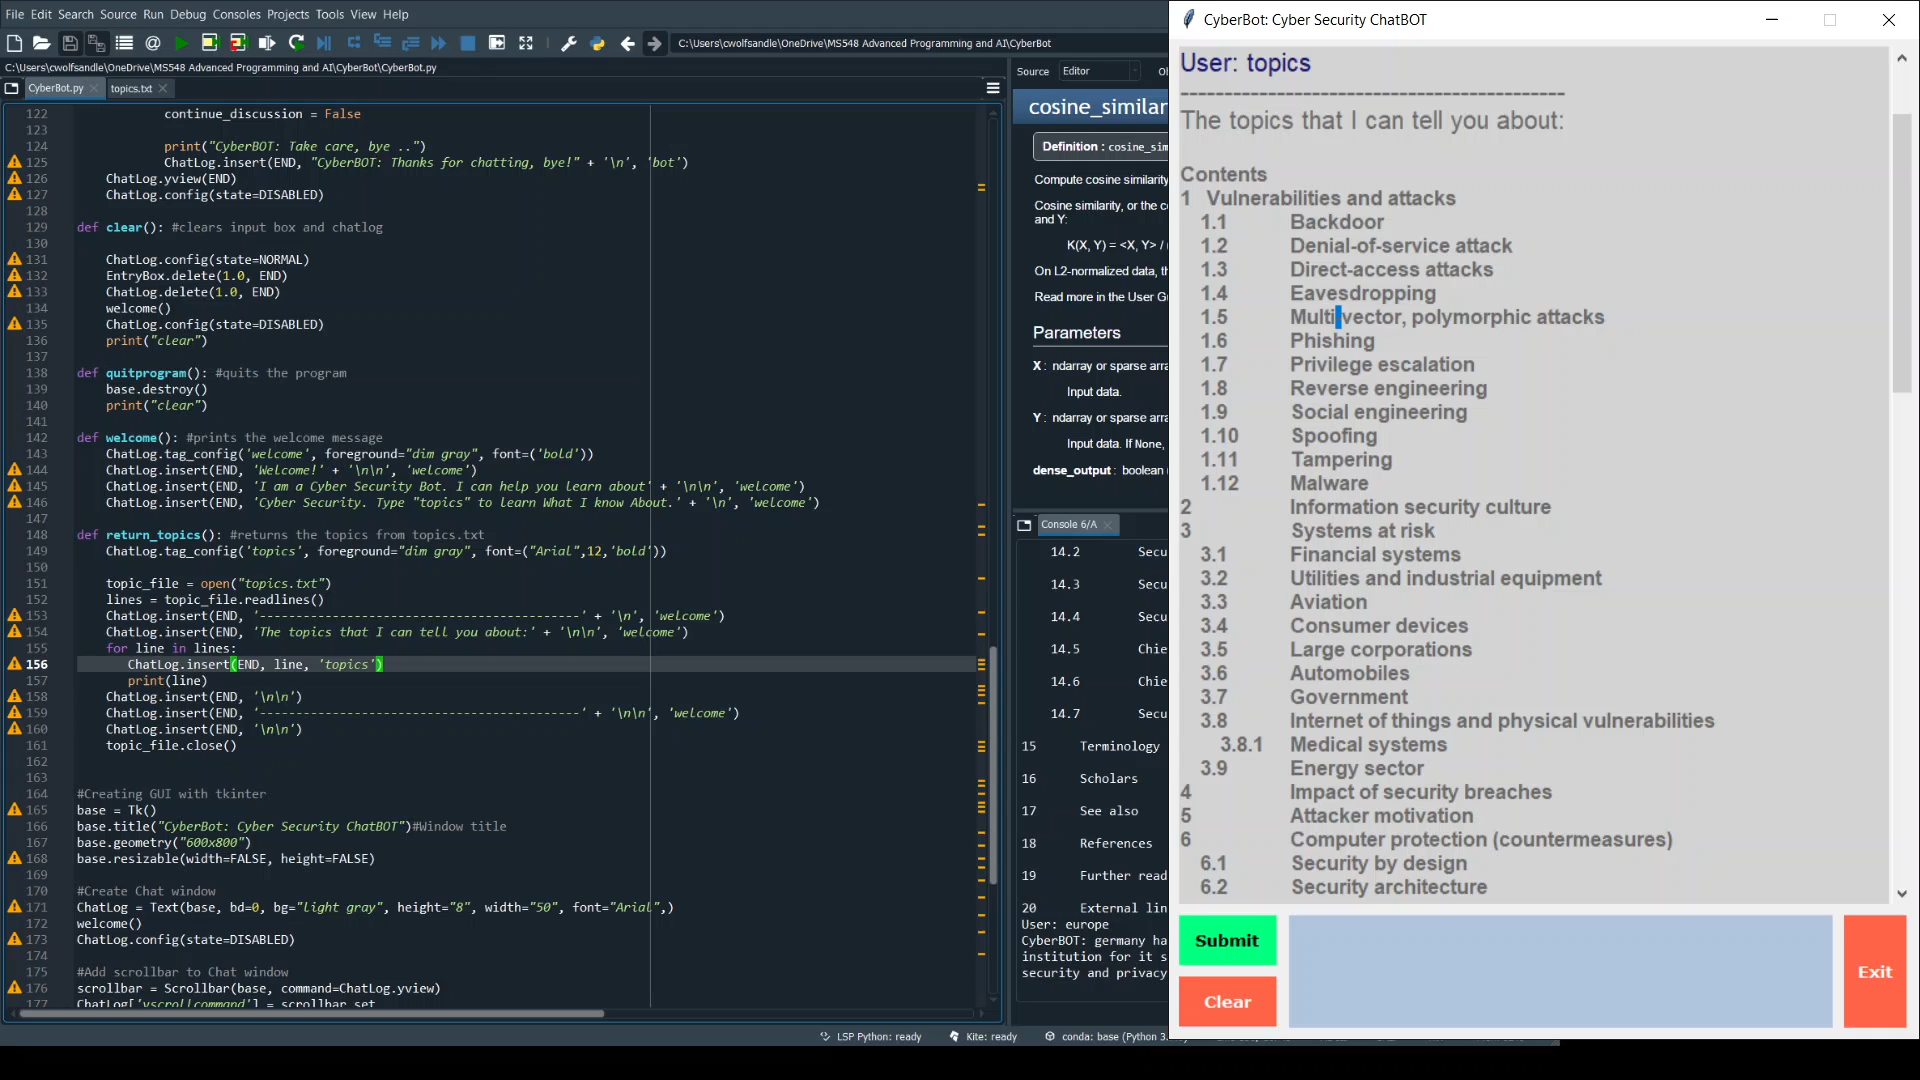 File Edit Search Source Run Debug Consoles Projects Tools View Help
C:\Users\cwolfsandle\OneDrive\MS548 Advanced Programming and AI\CyberBot
C:\Users\cwolfsandle\OneDrive\MS548 Advanced Programming and AI\CyberBot\CyberBot.py
CyberBot.py
topics.txt
122 continue_discussion = False
123
124 print("CyberBOT: Take care, bye ..")
125 ChatLog.insert(END, "CyberBOT: Thanks for chatting, bye!" + '\n', 'bot')
126 ChatLog.yview(END)
127 ChatLog.config(state=DISABLED)
128
129 def clear(): #clears input box and chatlog
130
131 ChatLog.config(state=NORMAL)
132 EntryBox.delete(1.0, END)
133 ChatLog.delete(1.0, END)
134 welcome()
135 ChatLog.config(state=DISABLED)
136 print("clear")
137
138 def quitprogram(): #quits the program
139 base.destroy()
140 print("clear")
141
142 def welcome(): #prints the welcome message
143 ChatLog.tag_config('welcome', foreground="dim gray", font=('bold'))
144 ChatLog.insert(END, 'Welcome!' + '\n\n', 'welcome')
145 ChatLog.insert(END, 'I am a Cyber Security Bot. I can help you learn about' + '\n\n', 'welcome')
146 ChatLog.insert(END, 'Cyber Security. Type "topics" to learn What I know About.' + '\n', 'welcome')
147
148 def return_topics(): #returns the topics from topics.txt
149 ChatLog.tag_config('topics', foreground="dim gray", font=("Arial",12,'bold'))
150
151 topic_file = open("topics.txt")
152 lines = topic_file.readlines()
153 ChatLog.insert(END, '--------------------------------------------' + '\n', 'welcome')
154 ChatLog.insert(END, 'The topics that I can tell you about:' + '\n\n', 'welcome')
155 for line in lines:
156 ChatLog.insert(END, line, 'topics')
157 print(line)
158 ChatLog.insert(END, '\n\n')
159 ChatLog.insert(END, '--------------------------------------------' + '\n\n', 'welcome')
160 ChatLog.insert(END, '\n\n')
161 topic_file.close()
162
163
164 #Creating GUI with tkinter
165 base = Tk()
166 base.title("CyberBot: Cyber Security ChatBOT")#Window title
167 base.geometry("600x800")
168 base.resizable(width=FALSE, height=FALSE)
169
170 #Create Chat window
171 ChatLog = Text(base, bd=0, bg="light gray", height="8", width="50", font="Arial",)
172 welcome()
173 ChatLog.config(state=DISABLED)
174
175 #Add scrollbar to Chat window
176 scrollbar = Scrollbar(base, command=ChatLog.yview)
177 ChatLog['yscrollcommand'] = scrollbar.set
Source Editor
cosine_similar
Definition : cosine_sim
Compute cosine similarity
Cosine similarity, or the
and Y:
K(X, Y) = <X, Y> /
On L2-normalized data,
Read more in the User
Parameters
X : ndarray or sparse
Input data.
Y : ndarray or sparse
Input data. If None,
dense_output : boolean
Console 6/A
14.2 Secu
14.3 Secu
14.4 Secu
14.5 Chie
14.6 Chie
14.7 Secu
15 Terminology
16 Scholars
17 See also
18 References
19 Further read
20 External lin
User: europe
CyberBOT: germany ha
institution for it s
security and privacy
LSP Python: ready
Kite: ready
conda: base (Python 3.
CyberBot: Cyber Security ChatBOT
User: topics
--------------------------------------------
The topics that I can tell you about:
Contents
1 Vulnerabilities and attacks
1.1 Backdoor
1.2 Denial-of-service attack
1.3 Direct-access attacks
1.4 Eavesdropping
1.5 Multi-vector, polymorphic attacks
1.6 Phishing
1.7 Privilege escalation
1.8 Reverse engineering
1.9 Social engineering
1.10 Spoofing
1.11 Tampering
1.12 Malware
2 Information security culture
3 Systems at risk
3.1 Financial systems
3.2 Utilities and industrial equipment
3.3 Aviation
3.4 Consumer devices
3.5 Large corporations
3.6 Automobiles
3.7 Government
3.8 Internet of things and physical vulnerabilities
3.8.1 Medical systems
3.9 Energy sector
4 Impact of security breaches
5 Attacker motivation
6 Computer protection (countermeasures)
6.1 Security by design
6.2 Security architecture
Submit
Clear
Exit